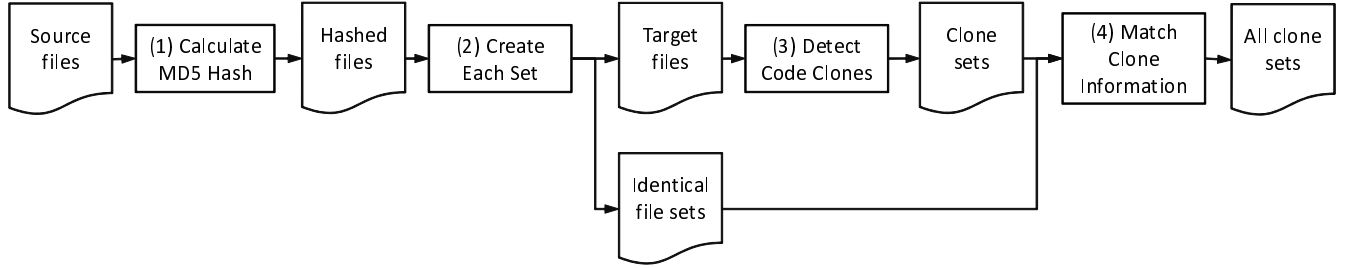 Source
files
(1) Calculate
MD5 Hash
Hashed
files
(2) Create
Each Set
Target
files
(3) Detect
Code Clones
Clone
sets
(4) Match
Clone
Information
All clone
sets
Identical
file sets